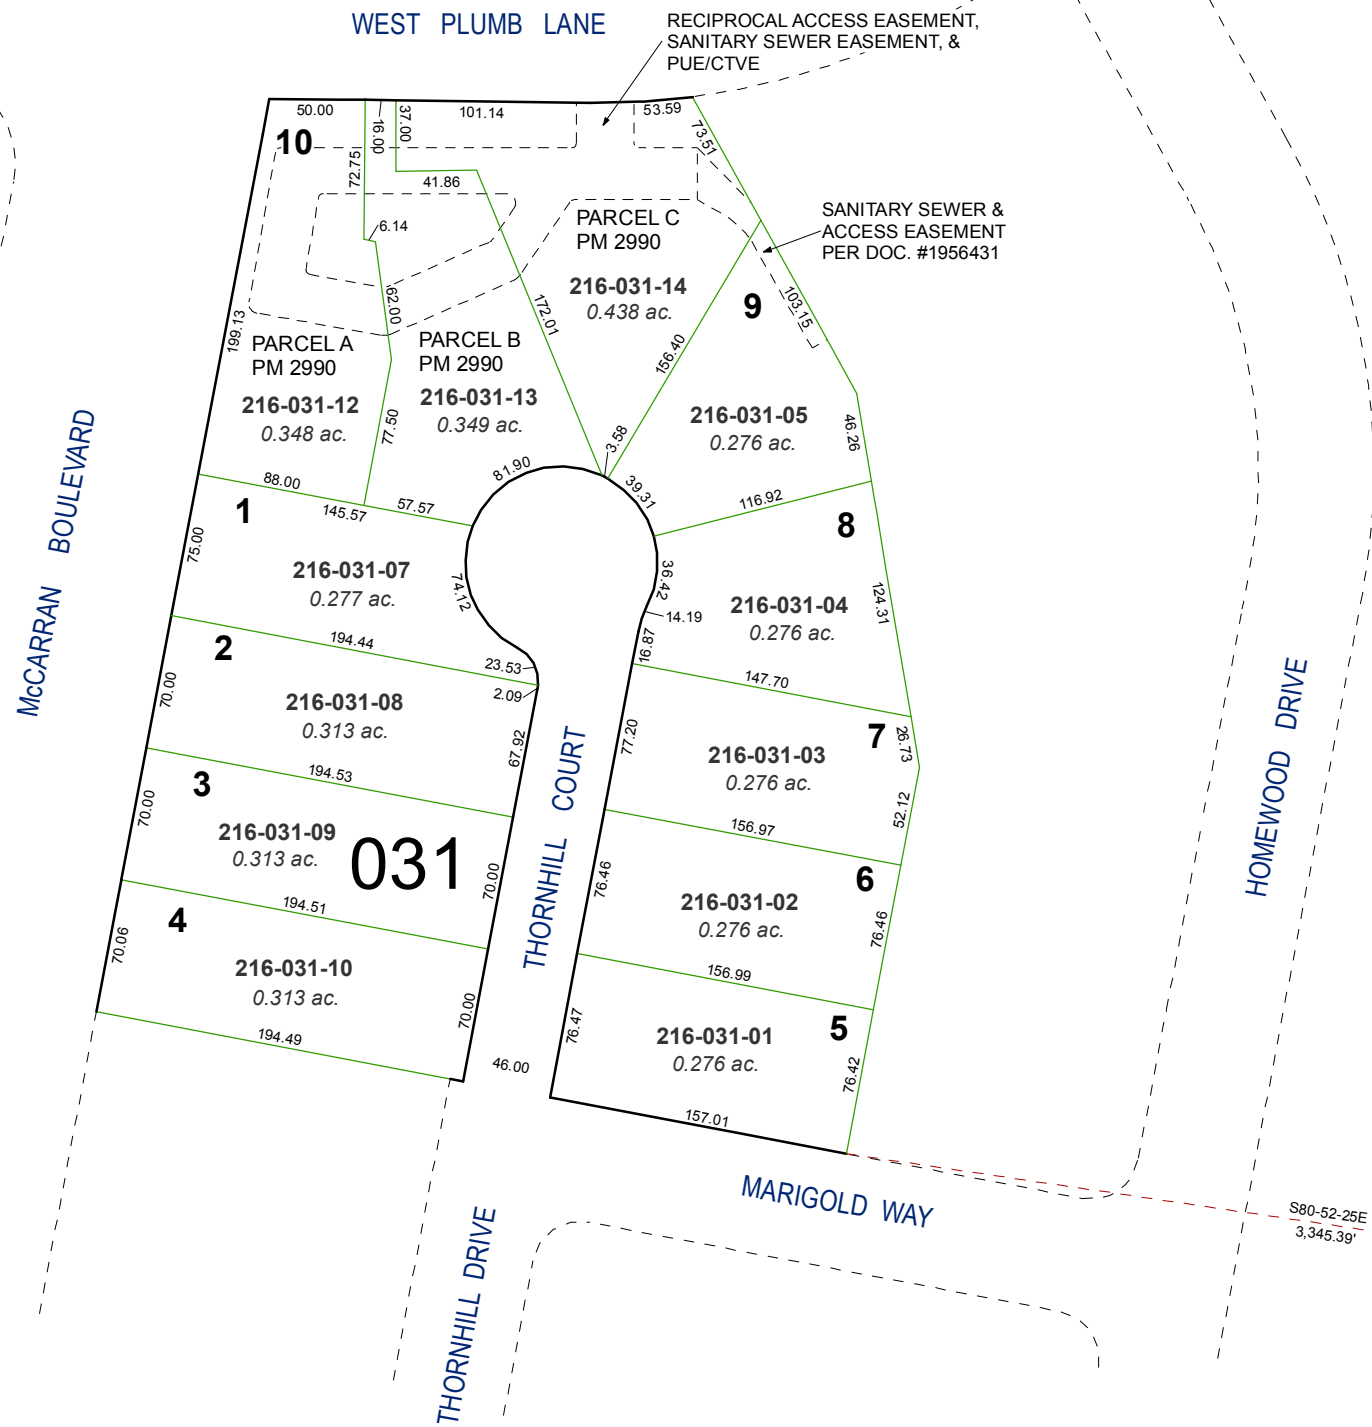 WEST PLUMB LANE
RECIPROCAL ACCESS EASEMENT,
SANITARY SEWER EASEMENT, &
PUE/CTVE
50.00
16.00
37.00
101.14
53.59
73.51
10
72.75
41.86
6.14
62.00
PARCEL C
PM 2990
216-031-14
0.438 ac.
SANITARY SEWER &
ACCESS EASEMENT
PER DOC. #1956431
103.15
9
199.13
172.01
156.40
PARCEL A
PM 2990
216-031-12
0.348 ac.
PARCEL B
PM 2990
216-031-13
0.349 ac.
77.50
216-031-05
0.276 ac.
46.26
3.58
81.90
39.31
88.00
145.57
57.57
116.92
McCARRAN BOULEVARD
1
75.00
216-031-07
0.277 ac.
74.12
8
36.42
14.19
16.87
216-031-04
0.276 ac.
124.31
2
194.44
23.53
2.09
70.00
216-031-08
0.313 ac.
67.92
147.70
7
26.73
77.20
216-031-03
0.276 ac.
52.12
HOMEWOOD DRIVE
3
194.53
70.00
216-031-09
0.313 ac.
031
70.00
THORNHILL COURT
156.97
6
76.46
216-031-02
0.276 ac.
76.46
4
194.51
70.06
216-031-10
0.313 ac.
70.00
156.99
5
76.47
216-031-01
0.276 ac.
76.42
194.49
46.00
157.01
MARIGOLD WAY
S80-52-25E
3,345.39'
THORNHILL DRIVE